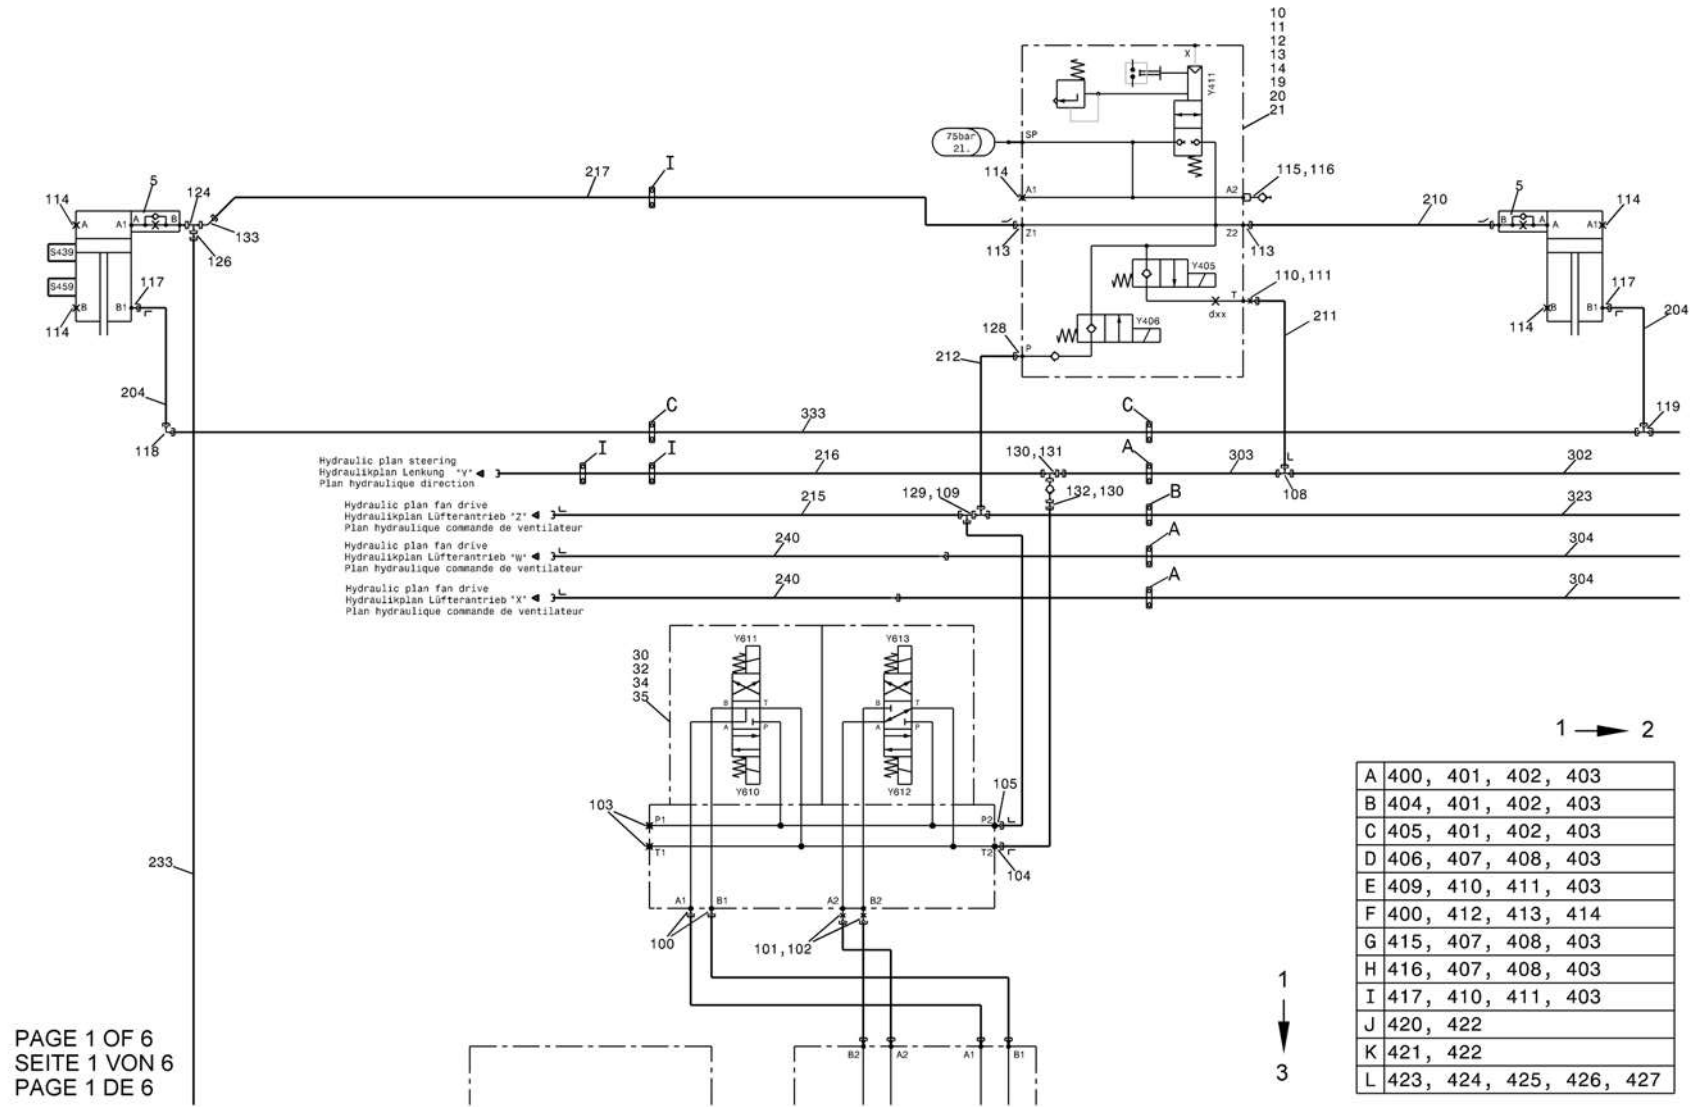 10
11
12
13
14
19
20
21
X
Y411
75bar
2l.
SP
I
217
114
A1
A2
115,116
5
124
114
A
A1
A
B
133
126
S439
S459
B
B1
117
114
113
Z1
Z2
113
210
5
B
A
A
A1
114
Y405
110,111
T
dxx
211
Y406
128
P
212
B
B1
117
114
204
204
118
C
333
C
119
Hydraulic plan steering
Hydraulikplan Lenkung "Y"
Plan hydraulique direction
I
I
216
130,131
A
303
L
108
302
Hydraulic plan fan drive
Hydraulikplan Lüfterantrieb "Z"
Plan hydraulique commande de ventilateur
L
215
129,109
132,130
B
323
Hydraulic plan fan drive
Hydraulikplan Lüfterantrieb "W"
Plan hydraulique commande de ventilateur
L
240
A
304
Hydraulic plan fan drive
Hydraulikplan Lüfterantrieb "X"
Plan hydraulique commande de ventilateur
L
240
A
304
30
32
34
35
Y611
B
T
A
P
Y610
Y613
B
T
A
P
Y612
103
P1
T1
P2
T2
105
L
104
233
A1
B1
A2
B2
100
101,102
B2
A2
A1
B1
1
2
1
3
A 400, 401, 402, 403
B 404, 401, 402, 403
C 405, 401, 402, 403
D 406, 407, 408, 403
E 409, 410, 411, 403
F 400, 412, 413, 414
G 415, 407, 408, 403
H 416, 407, 408, 403
I 417, 410, 411, 403
J 420, 422
K 421, 422
L 423, 424, 425, 426, 427
PAGE 1 OF 6
SEITE 1 VON 6
PAGE 1 DE 6